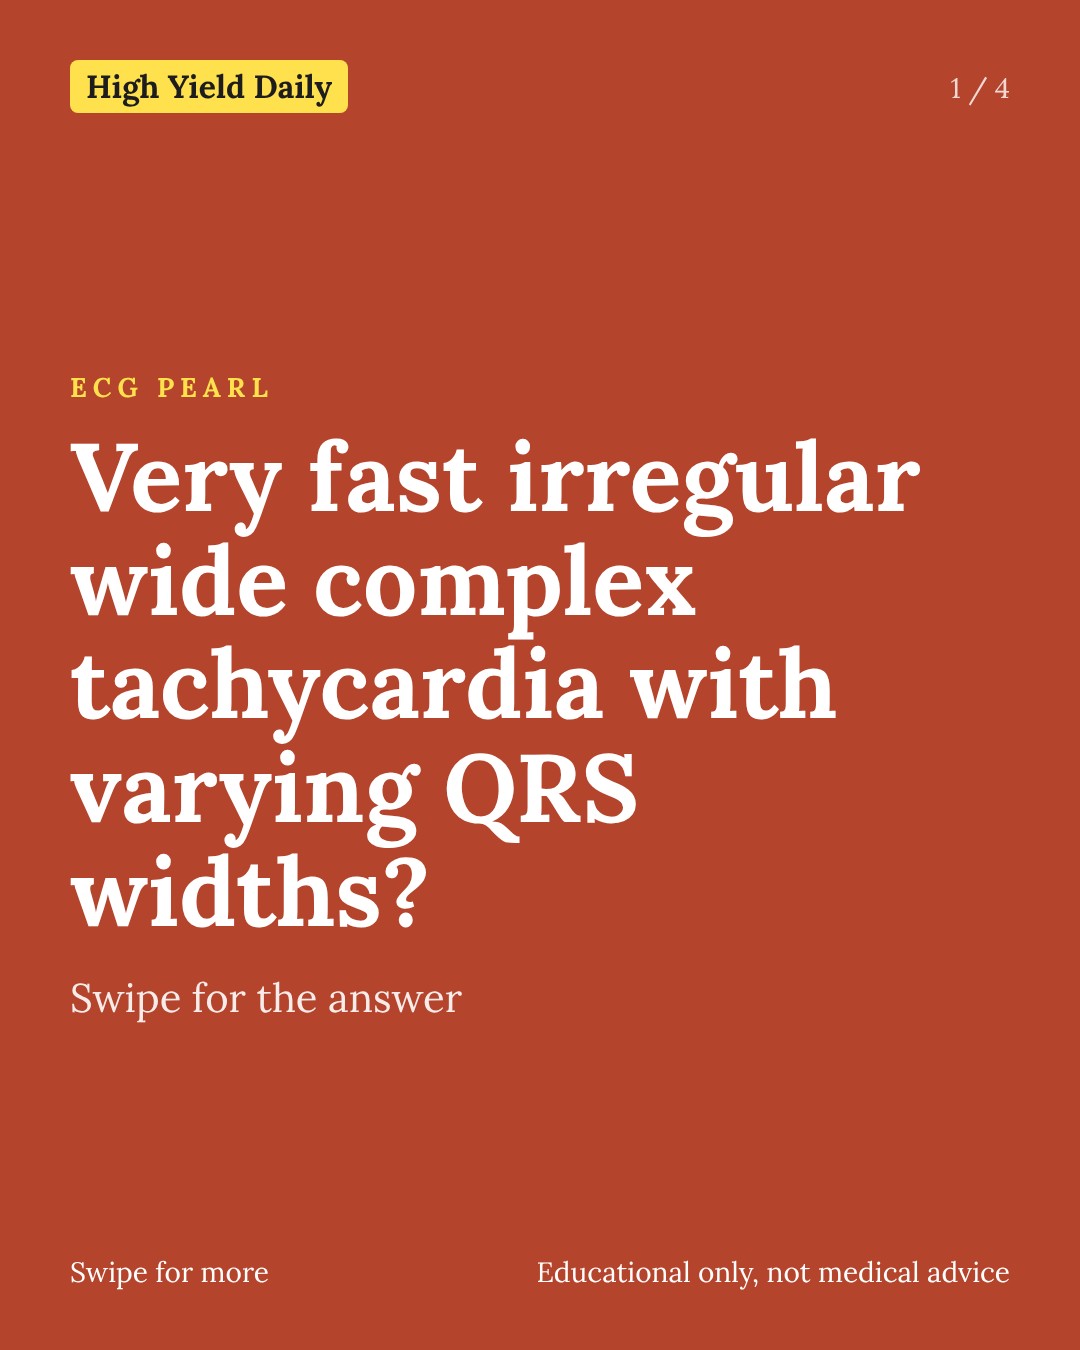 High Yield Daily
1 / 4
ECG PEARL
Very fast irregular
wide complex
tachycardia with
varying QRS
widths?
Swipe for the answer
Swipe for more
Educational only, not medical advice